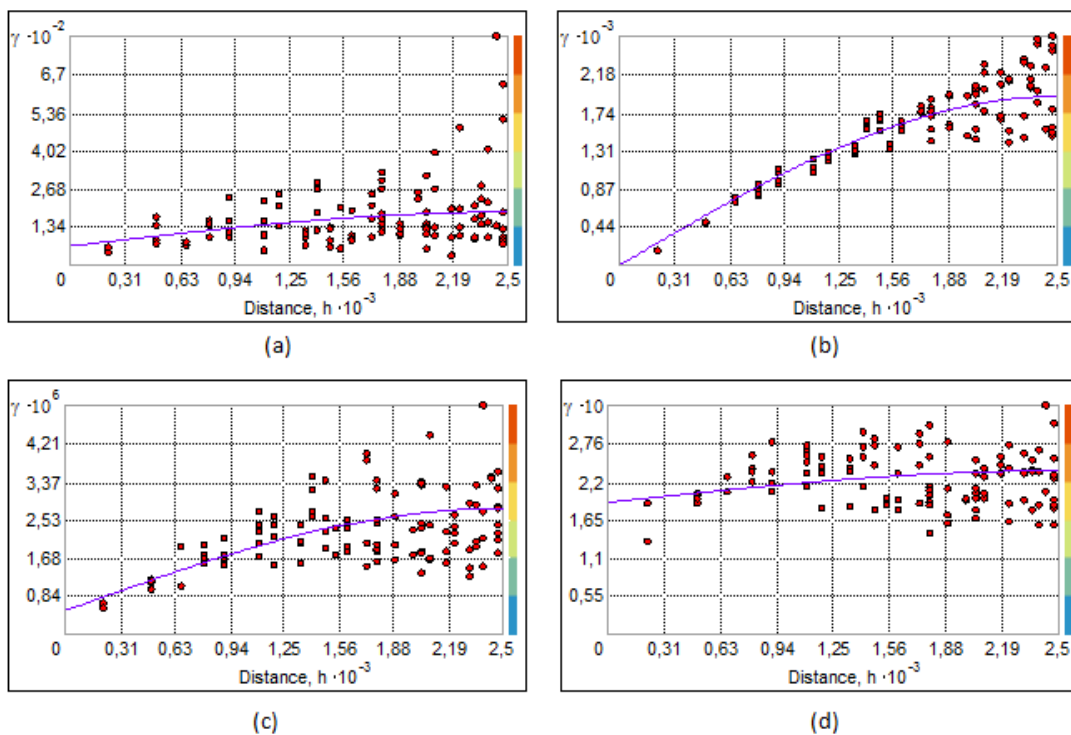 γ ·10⁻²
6,7
5,36
4,02
2,68
1,34
0 0,31 0,63 0,94 1,25 1,56 1,88 2,19 2,5
Distance, h ·10⁻³
(a)
γ ·10⁻³
2,18
1,74
1,31
0,87
0,44
0 0,31 0,63 0,94 1,25 1,56 1,88 2,19 2,5
Distance, h ·10⁻³
(b)
γ ·10⁶
4,21
3,37
2,53
1,68
0,84
0 0,31 0,63 0,94 1,25 1,56 1,88 2,19 2,5
Distance, h ·10⁻³
(c)
γ ·10
2,76
2,2
1,65
1,1
0,55
0 0,31 0,63 0,94 1,25 1,56 1,88 2,19 2,5
Distance, h ·10⁻³
(d)